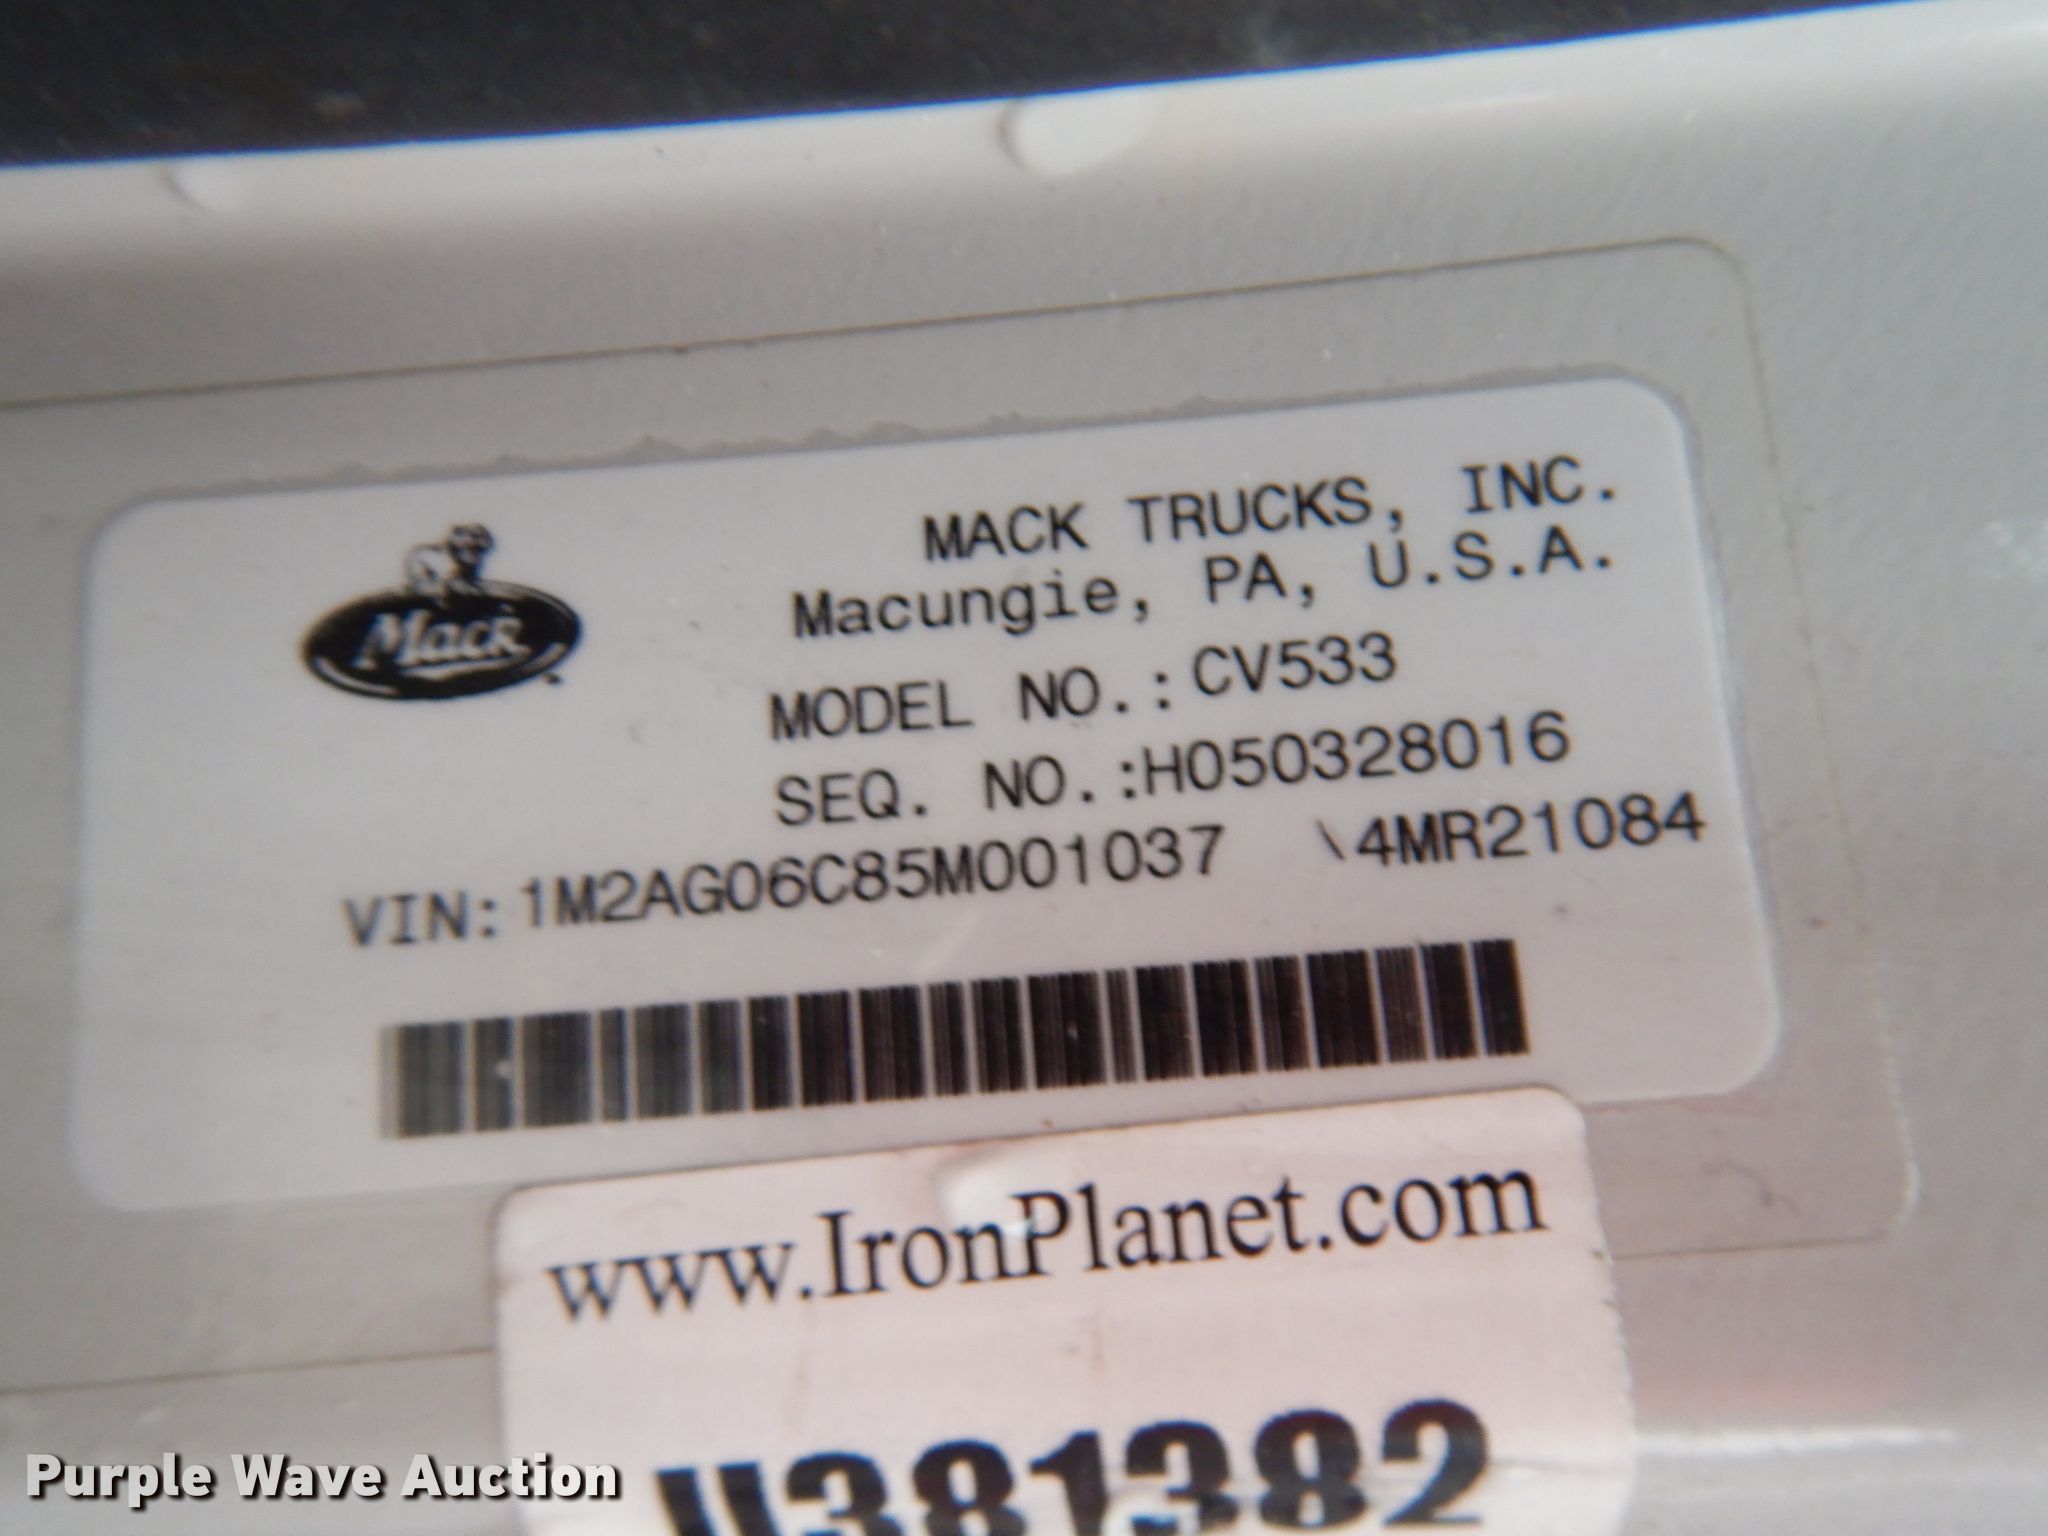 Mack
MACK TRUCKS, INC.
Macungie, PA, U.S.A.
MODEL NO.:CV533
SEQ. NO.:H050328016
VIN:1M2AG06C85M001037 \4MR21084
www.IronPlanet.com
U381382
Purple Wave Auction